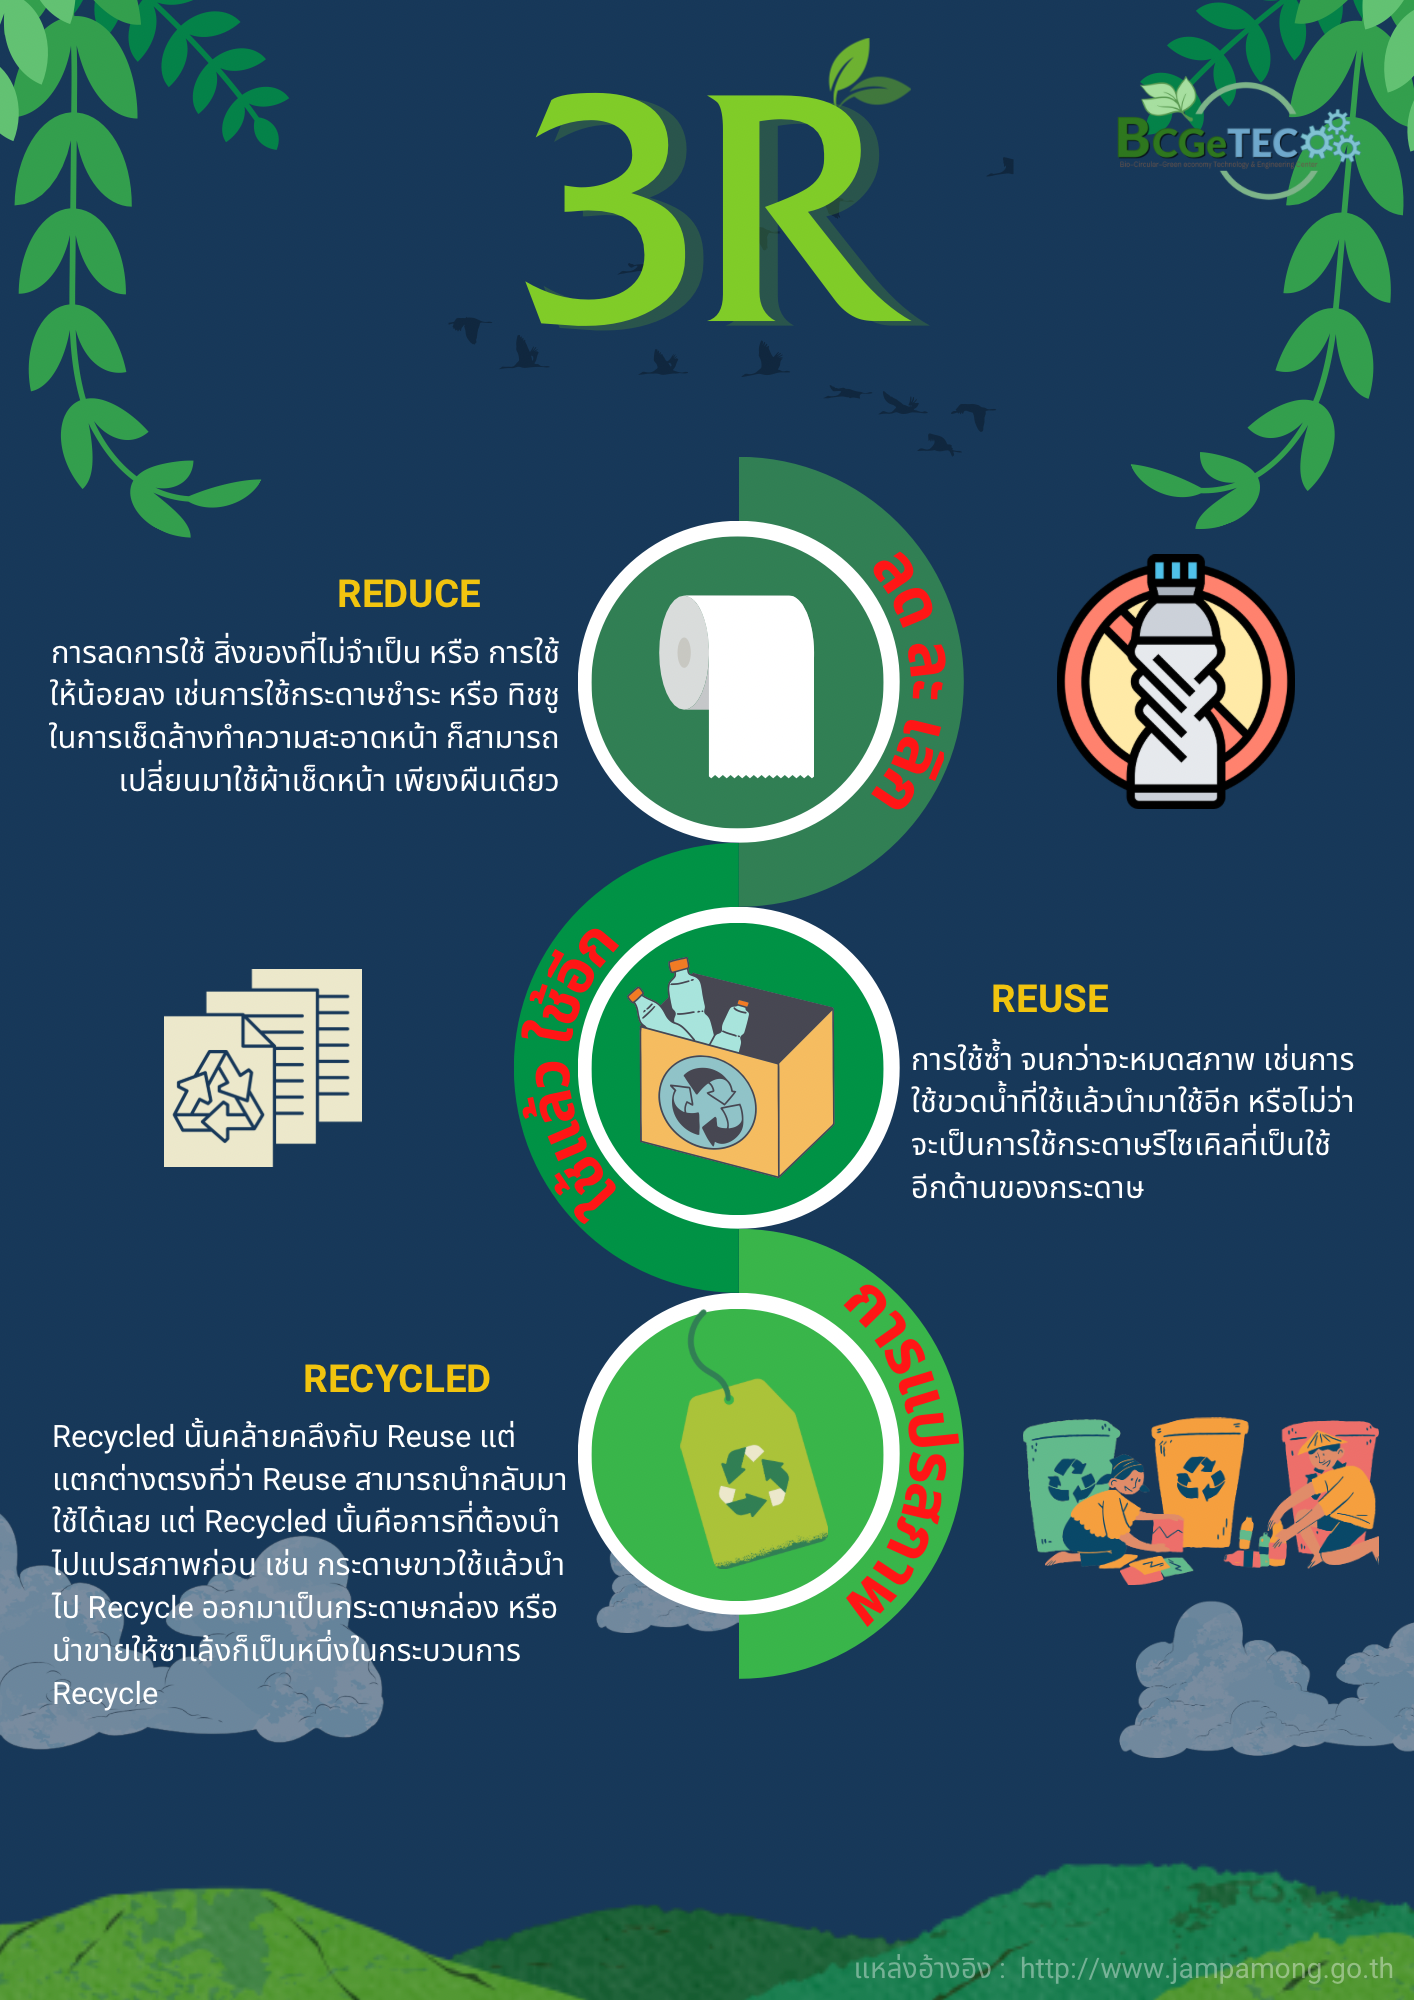 3R
BCGeTEC
Bio-Circular-Green economy Technology & Engineering Center
REDUCE
การลดการใช้ สิ่งของที่ไม่จำเป็น หรือ การใช้
ให้น้อยลง เช่นการใช้กระดาษชำระ หรือ ทิชชู
ในการเช็ดล้างทำความสะอาดหน้า ก็สามารถ
เปลี่ยนมาใช้ผ้าเช็ดหน้า เพียงผืนเดียว
ลด ละ เลิก
ใช้แล้ว ใช้อีก
REUSE
การใช้ซ้ำ จนกว่าจะหมดสภาพ เช่นการ
ใช้ขวดน้ำที่ใช้แล้วนำมาใช้อีก หรือไม่ว่า
จะเป็นการใช้กระดาษรีไซเคิลที่เป็นใช้
อีกด้านของกระดาษ
RECYCLED
Recycled นั้นคล้ายคลึงกับ Reuse แต่
แตกต่างตรงที่ว่า Reuse สามารถนำกลับมา
ใช้ได้เลย แต่ Recycled นั้นคือการที่ต้องนำ
ไปแปรสภาพก่อน เช่น กระดาษขาวใช้แล้วนำ
ไป Recycle ออกมาเป็นกระดาษกล่อง หรือ
นำขายให้ซาเล้งก็เป็นหนึ่งในกระบวนการ
Recycle
การแปรสภาพ
แหล่งอ้างอิง : http://www.jampamong.go.th